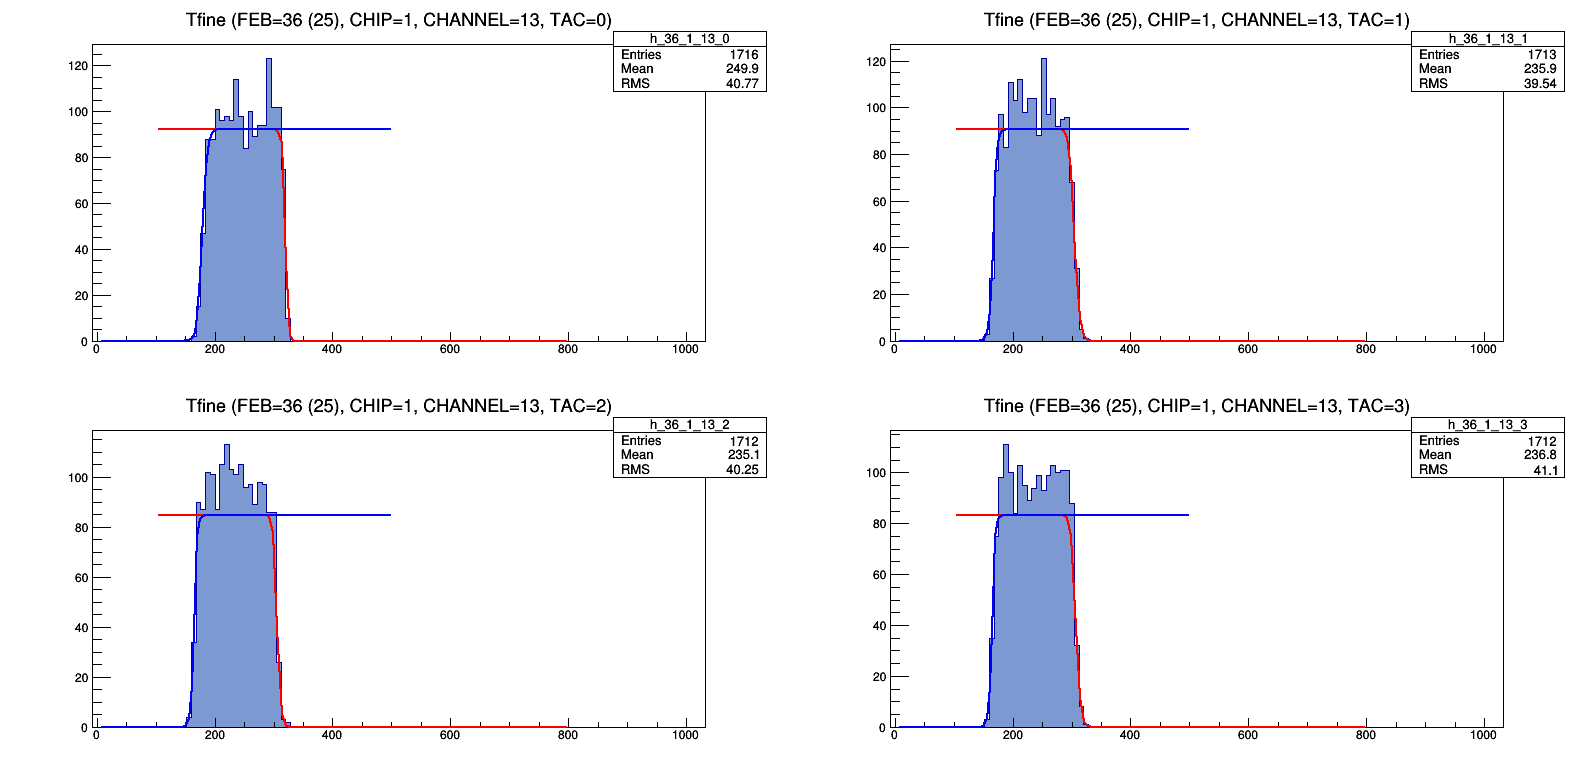 Tfine (FEB=36 (25), CHIP=1, CHANNEL=13, TAC=0)
h_36_1_13_0
Entries 1716
Mean 249.9
RMS 40.77
120
100
80
60
40
20
0
0 200 400 600 800 1000
Tfine (FEB=36 (25), CHIP=1, CHANNEL=13, TAC=1)
h_36_1_13_1
Entries 1713
Mean 235.9
RMS 39.54
120
100
80
60
40
20
0
0 200 400 600 800 1000
Tfine (FEB=36 (25), CHIP=1, CHANNEL=13, TAC=2)
h_36_1_13_2
Entries 1712
Mean 235.1
RMS 40.25
100
80
60
40
20
0
0 200 400 600 800 1000
Tfine (FEB=36 (25), CHIP=1, CHANNEL=13, TAC=3)
h_36_1_13_3
Entries 1712
Mean 236.8
RMS 41.1
100
80
60
40
20
0
0 200 400 600 800 1000